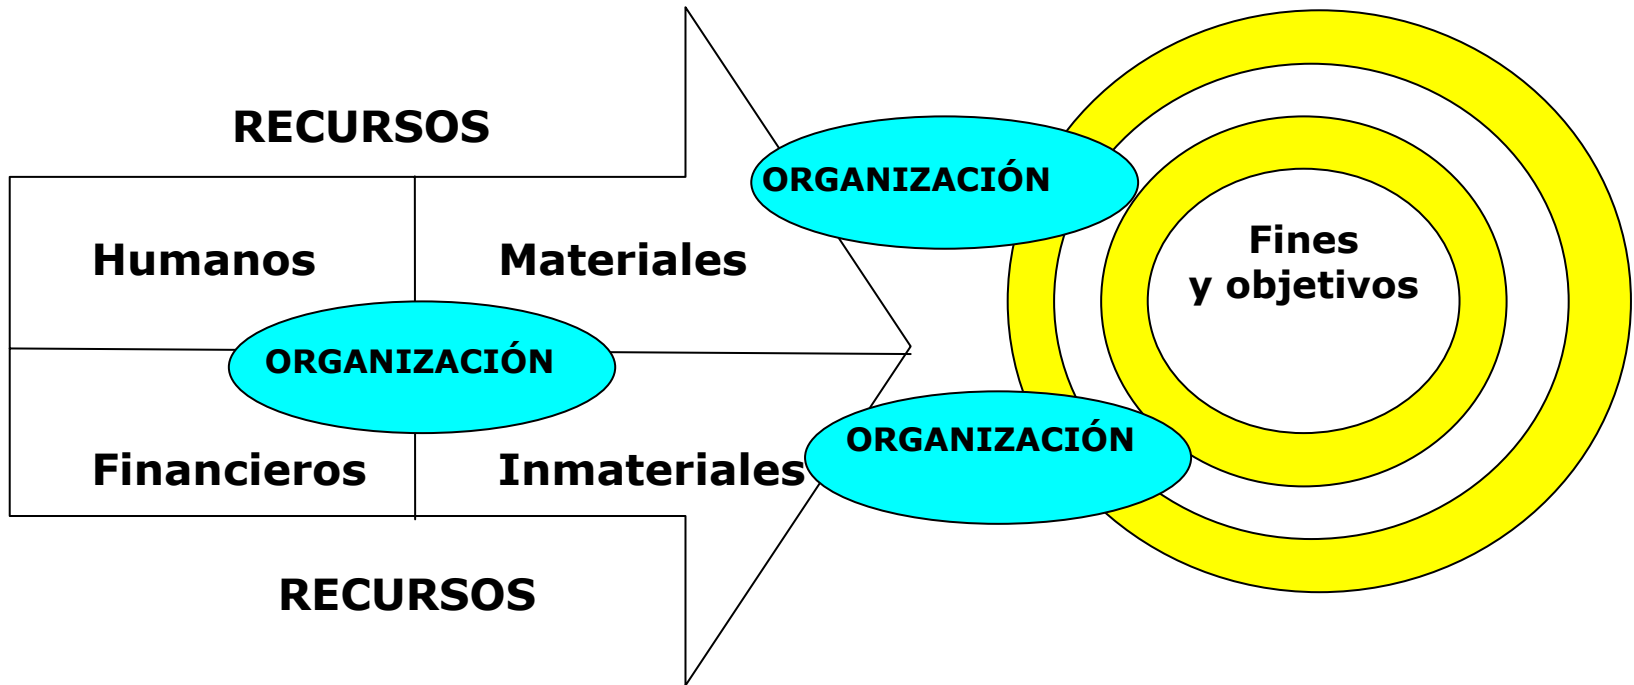 RECURSOS
ORGANIZACIÓN
Humanos
Materiales
Fines
y objetivos
ORGANIZACIÓN
ORGANIZACIÓN
Financieros
Inmateriales
RECURSOS